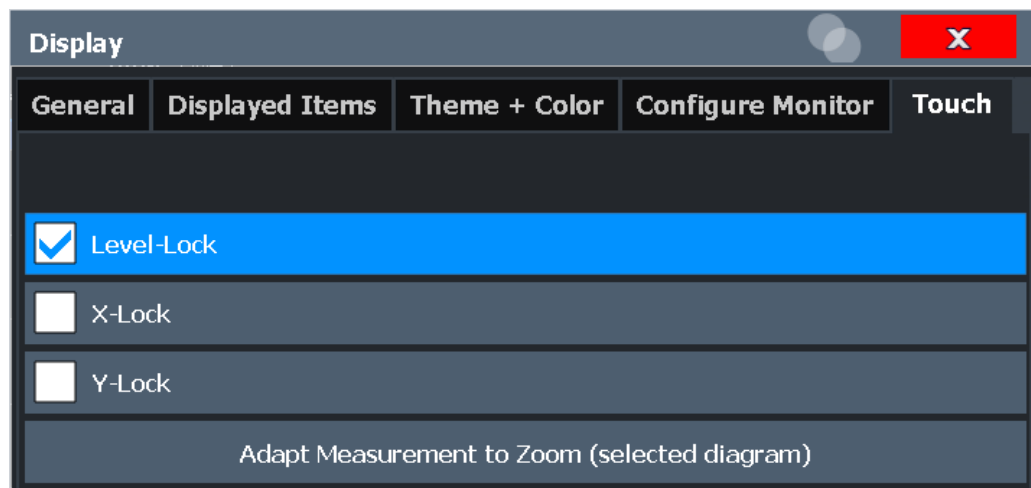 Display X
General Displayed Items Theme + Color Configure Monitor Touch
Level-Lock
X-Lock
Y-Lock
Adapt Measurement to Zoom (selected diagram)